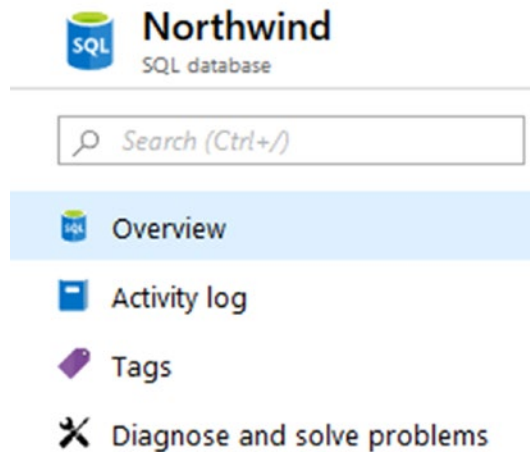 SQL
Northwind
SQL database
Search (Ctrl+/)
SQL
Overview
Activity log
Tags
Diagnose and solve problems